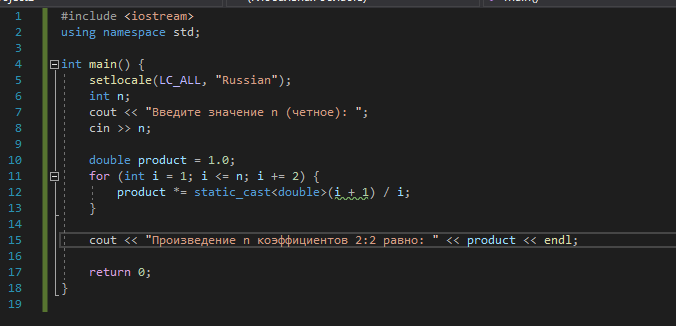 1 #include <iostream>
2 using namespace std;
3
4 int main() {
5 setlocale(LC_ALL, "Russian");
6 int n;
7 cout << "Введите значение n (четное): ";
8 cin >> n;
9
10 double product = 1.0;
11 for (int i = 1; i <= n; i += 2) {
12 product *= static_cast<double>(i + 1) / i;
13 }
14
15 cout << "Произведение n коэффициентов 2:2 равно: " << product << endl;
16
17 return 0;
18 }
19